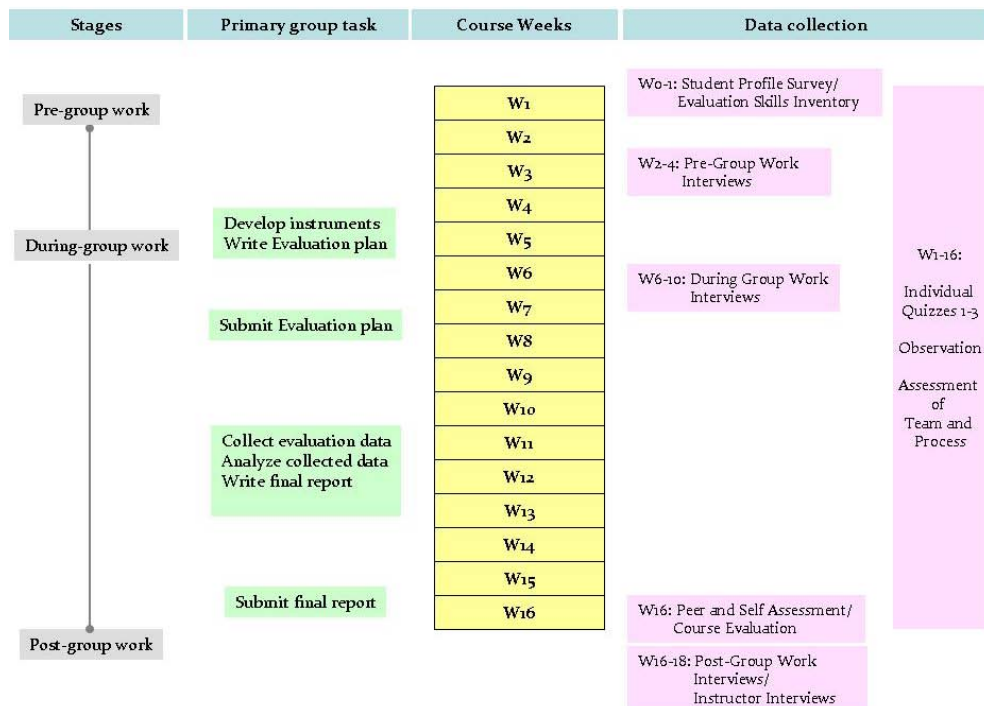 Stages
Primary group task
Course Weeks
Data collection
Pre-group work
During-group work
Post-group work
Develop instruments
Write Evaluation plan
Submit Evaluation plan
Collect evaluation data
Analyze collected data
Write final report
Submit final report
W1
W2
W3
W4
W5
W6
W7
W8
W9
W10
W11
W12
W13
W14
W15
W16
W0-1: Student Profile Survey/
Evaluation Skills Inventory
W2-4: Pre-Group Work
Interviews
W6-10: During Group Work
Interviews
W16: Peer and Self Assessment/
Course Evaluation
W16-18: Post-Group Work
Interviews/
Instructor Interviews
W1-16:
Individual
Quizzes 1-3
Observation
Assessment
of
Team and
Process